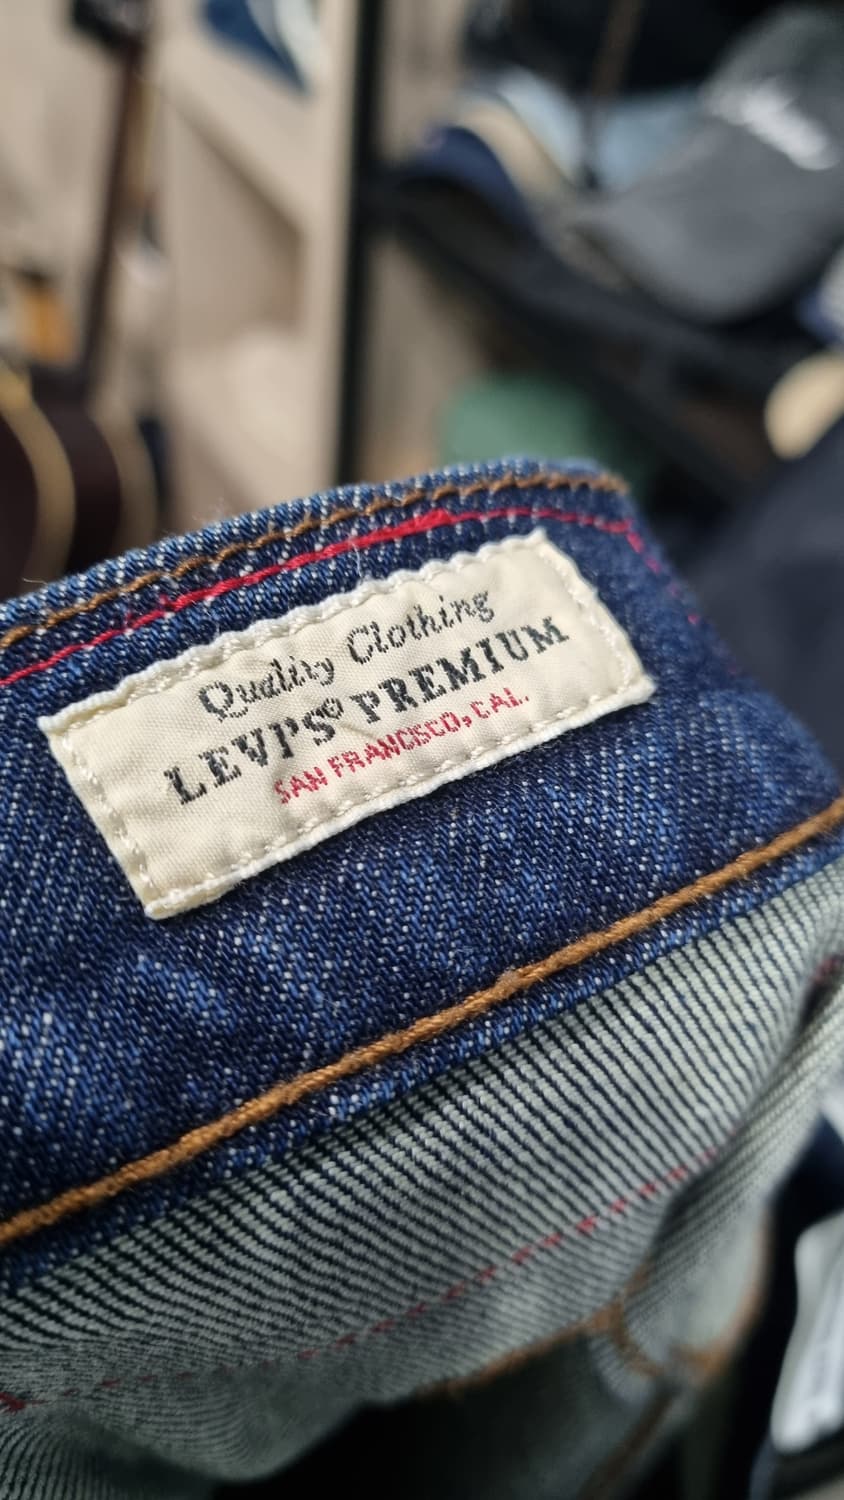 Quality Clothing
LEVI'S® PREMIUM
SAN FRANCISCO, CAL.